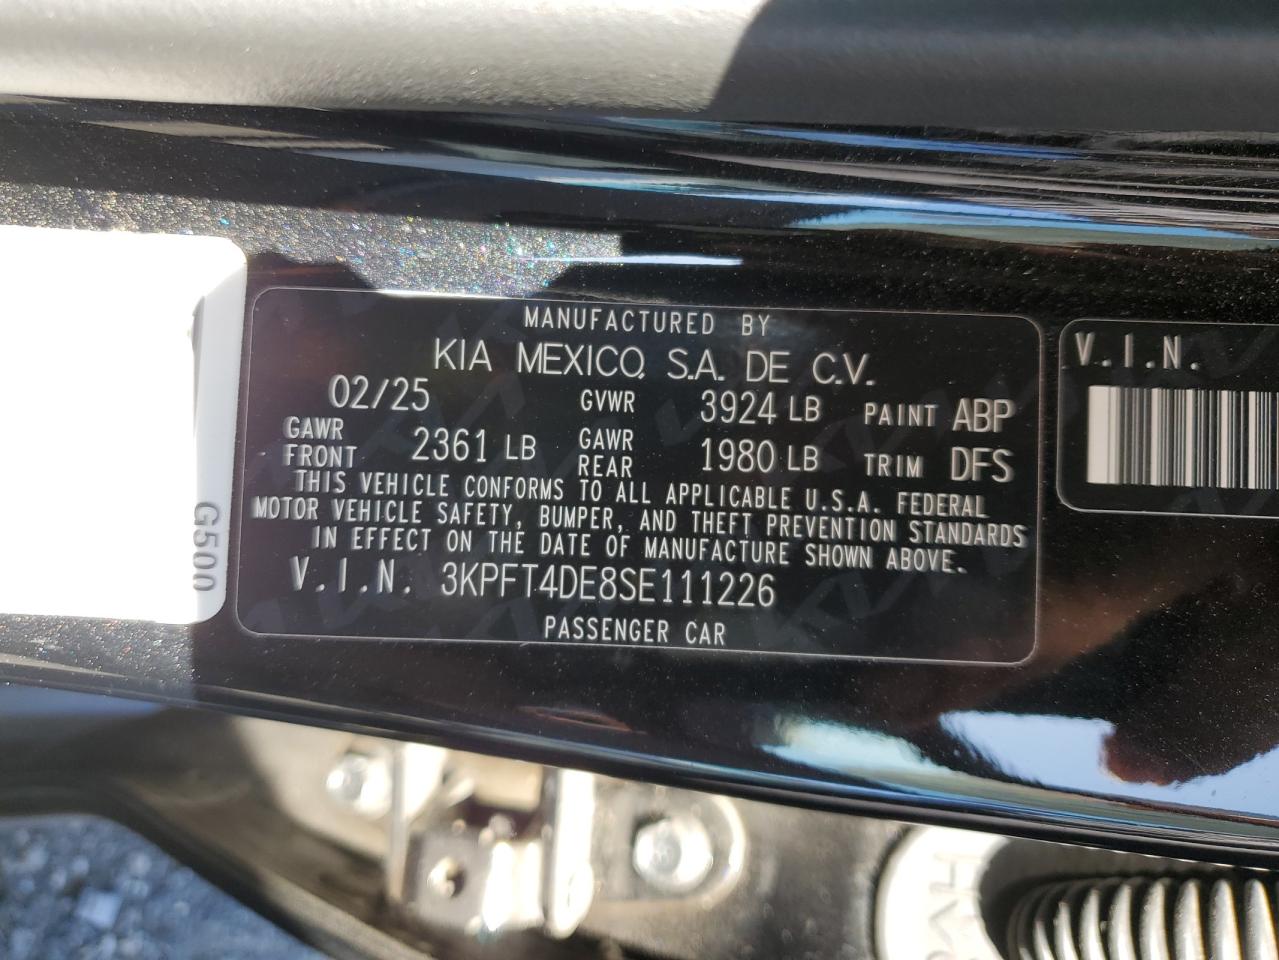 MANUFACTURED BY
KIA MEXICO, S.A. DE C.V.
02/25 GVWR 3924 LB PAINT ABP
GAWR FRONT 2361 LB GAWR REAR 1980 LB TRIM DFS
THIS VEHICLE CONFORMS TO ALL APPLICABLE U.S.A. FEDERAL
MOTOR VEHICLE SAFETY, BUMPER, AND THEFT PREVENTION STANDARDS
IN EFFECT ON THE DATE OF MANUFACTURE SHOWN ABOVE.
V.I.N. 3KPFT4DE8SE111226
PASSENGER CAR
V.I.N.
G500